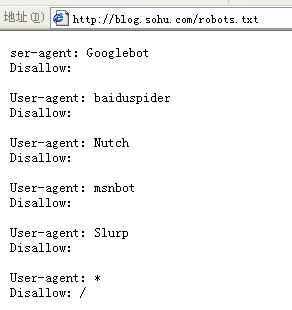 地址(D) http://blog.sohu.com/robots.txt
ser-agent: Googlebot
Disallow:
User-agent: baiduspider
Disallow:
User-agent: Nutch
Disallow:
User-agent: msnbot
Disallow:
User-agent: Slurp
Disallow:
User-agent: *
Disallow: /